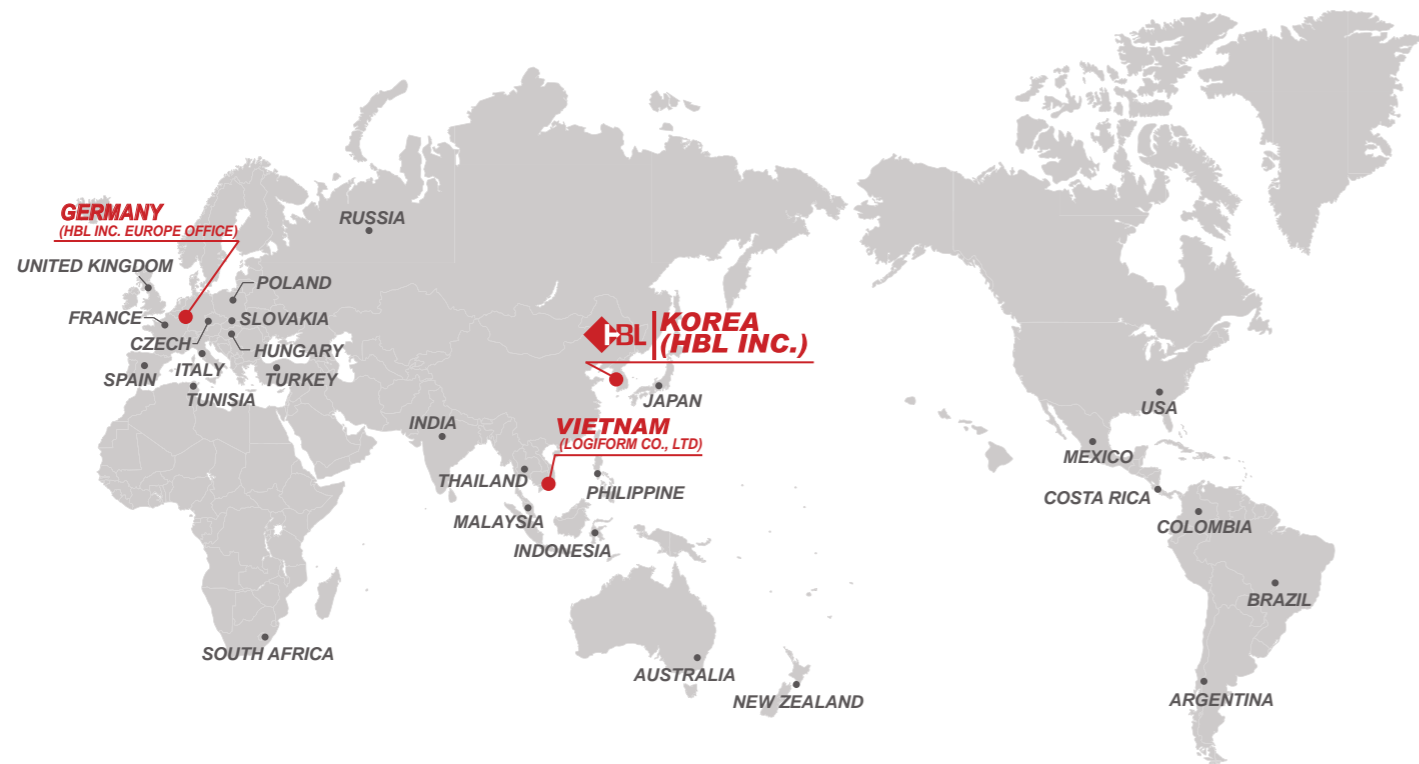 GERMANY
(HBL INC. EUROPE OFFICE)
RUSSIA
UNITED KINGDOM
POLAND
FRANCE
SLOVAKIA
CZECH
HUNGARY
ITALY
SPAIN
TURKEY
TUNISIA
HBL
KOREA
(HBL INC.)
JAPAN
USA
INDIA
VIETNAM
(LOGIFORM CO., LTD)
MEXICO
THAILAND
PHILIPPINE
COSTA RICA
MALAYSIA
COLOMBIA
INDONESIA
BRAZIL
SOUTH AFRICA
AUSTRALIA
NEW ZEALAND
ARGENTINA